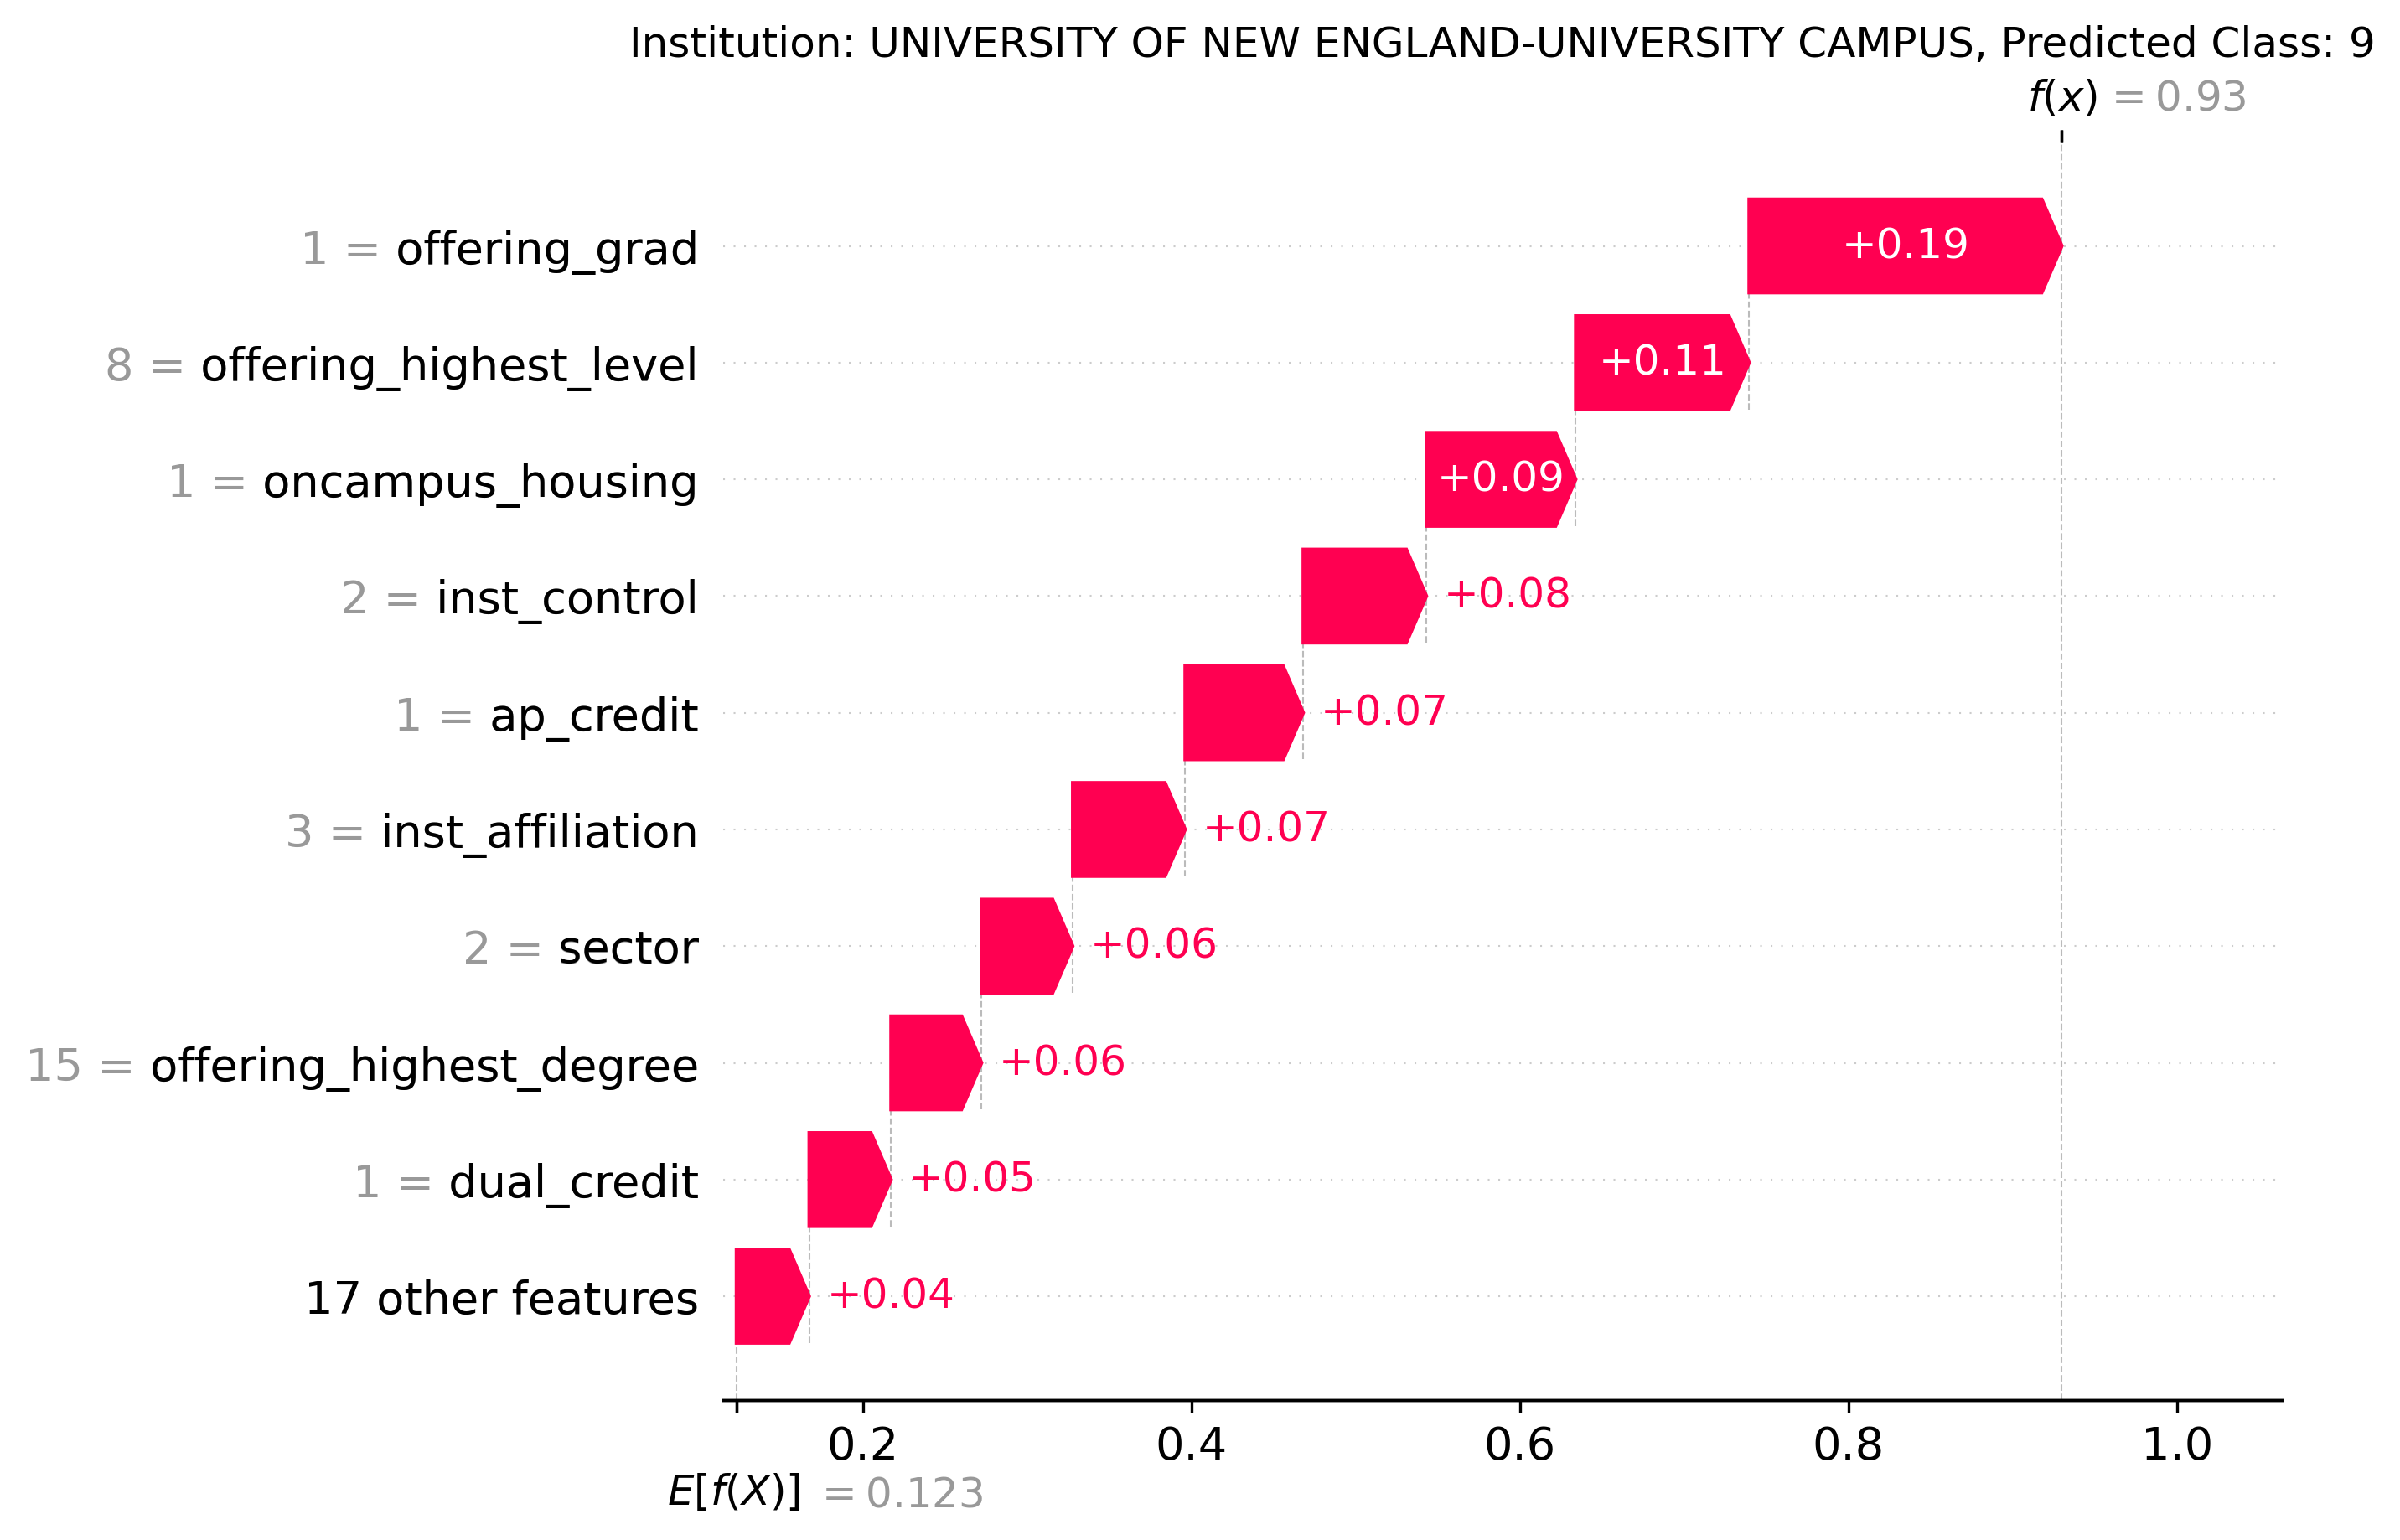 Institution: UNIVERSITY OF NEW ENGLAND-UNIVERSITY CAMPUS, Predicted Class: 9
f(x) = 0.93
1 = offering_grad +0.19
8 = offering_highest_level +0.11
1 = oncampus_housing +0.09
2 = inst_control +0.08
1 = ap_credit +0.07
3 = inst_affiliation +0.07
2 = sector +0.06
15 = offering_highest_degree +0.06
1 = dual_credit +0.05
17 other features +0.04
0.2 0.4 0.6 0.8 1.0
E[f(X)] = 0.123